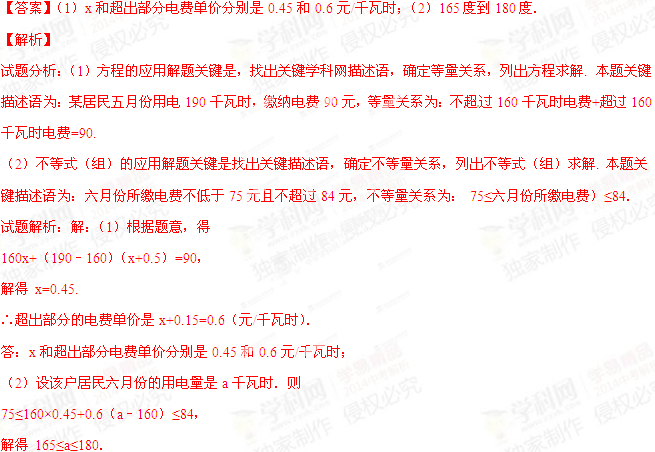 【答案】（1）x和超出部分电费单价分别是 0.45 和 0.6 元/千瓦时；（2）165 度到 180 度．
【解析】
试题分析：（1）方程的应用解题关键是，找出关键学科网描述语，确定等量关系，列出方程求解. 本题关键
描述语为：某居民五月份用电 190 千瓦时，缴纳电费 90 元，等量关系为：不超过 160 千瓦时电费+超过 160
千瓦时电费=90.
（2）不等式（组）的应用解题关键是找出关键描述语，确定不等量关系，列出不等式（组）求解. 本题关
键描述语为：六月份所缴电费不低于 75 元且不超过 84 元，不等量关系为： 75≤六月份所缴电费）≤84.
试题解析：解：（1）根据题意，得
160x+（190﹣160）（x+0.5）=90，
解得 x=0.45.
∴超出部分的电费单价是 x+0.15=0.6（元/千瓦时）.
答：x和超出部分电费单价分别是 0.45 和 0.6 元/千瓦时；
（2）设该户居民六月份的用电量是 a 千瓦时．则
75≤160×0.45+0.6（a﹣160）≤84，
解得 165≤a≤180．